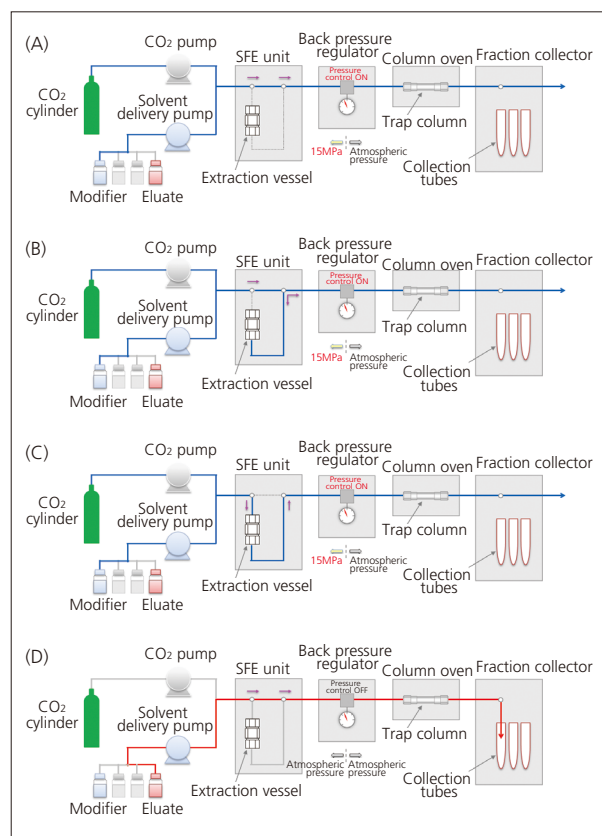 (A)
CO₂ pump
SFE unit
Back pressure
regulator
Column oven
Fraction collector
CO₂
cylinder
Solvent
delivery pump
Pressure
control ON
Trap column
15MPa
Atmospheric
pressure
Modifier
Eluate
Extraction vessel
Collection
tubes
(B)
CO₂ pump
SFE unit
Back pressure
regulator
Column oven
Fraction collector
CO₂
cylinder
Solvent
delivery pump
Pressure
control ON
Trap column
15MPa
Atmospheric
pressure
Modifier
Eluate
Extraction vessel
Collection
tubes
(C)
CO₂ pump
SFE unit
Back pressure
regulator
Column oven
Fraction collector
CO₂
cylinder
Solvent
delivery pump
Pressure
control ON
Trap column
15MPa
Atmospheric
pressure
Modifier
Eluate
Extraction vessel
Collection
tubes
(D)
CO₂ pump
SFE unit
Back pressure
regulator
Column oven
Fraction collector
CO₂
cylinder
Solvent
delivery pump
Pressure
control OFF
Trap column
Atmospheric
pressure
Atmospheric
pressure
Modifier
Eluate
Extraction vessel
Collection
tubes